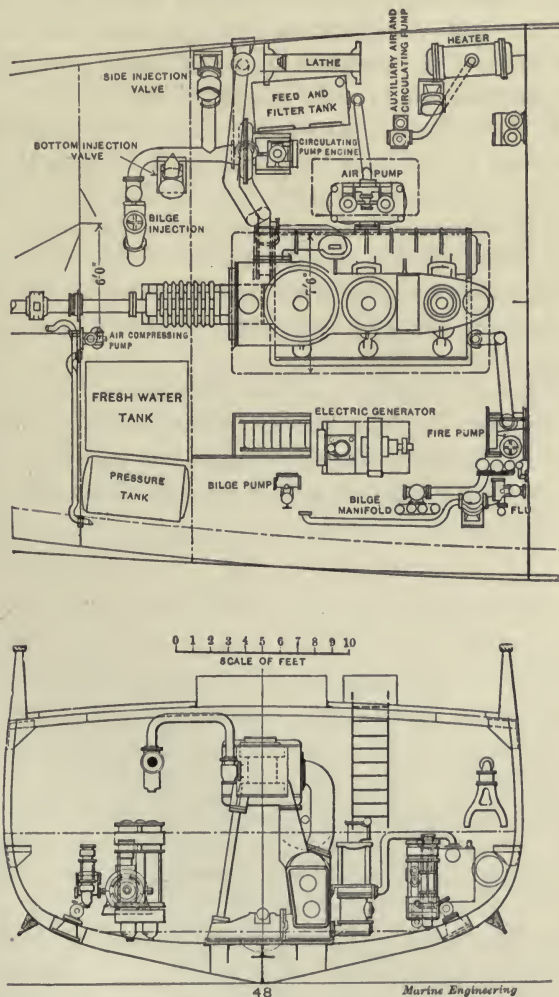 HEATER
AUXILIARY AIR AND
CIRCULATING PUMP
LATHE
SIDE INJECTION
VALVE
FEED AND
FILTER TANK
BOTTOM INJECTION
VALVE
CIRCULATING
PUMP ENGINE
AIR PUMP
BILGE
INJECTION
6'0"
AIR COMPRESSING
PUMP
FRESH WATER
TANK
ELECTRIC GENERATOR
FIRE PUMP
PRESSURE
TANK
BILGE PUMP
BILGE
MANIFOLD
FLU
0 1 2 3 4 5 6 7 8 9 10
SCALE OF FEET
48
Marine Engineering